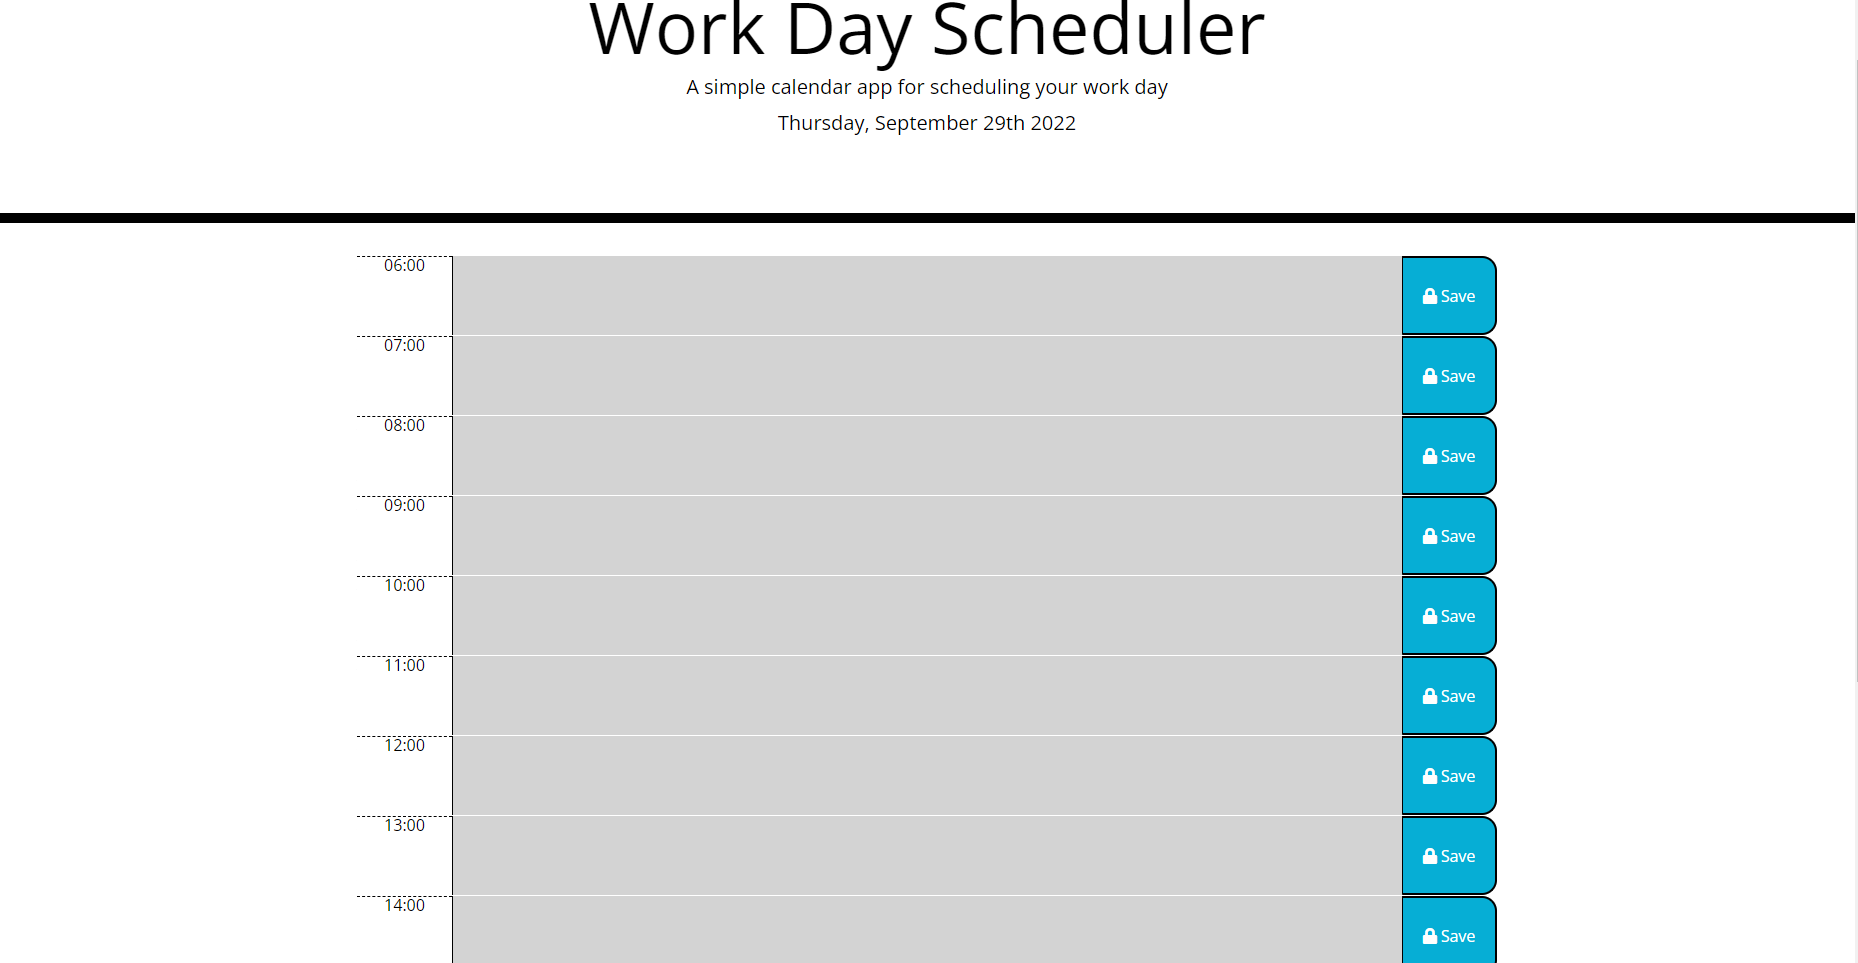 Work Day Scheduler
A simple calendar app for scheduling your work day
Thursday, September 29th 2022
06:00 Save
07:00 Save
08:00 Save
09:00 Save
10:00 Save
11:00 Save
12:00 Save
13:00 Save
14:00 Save